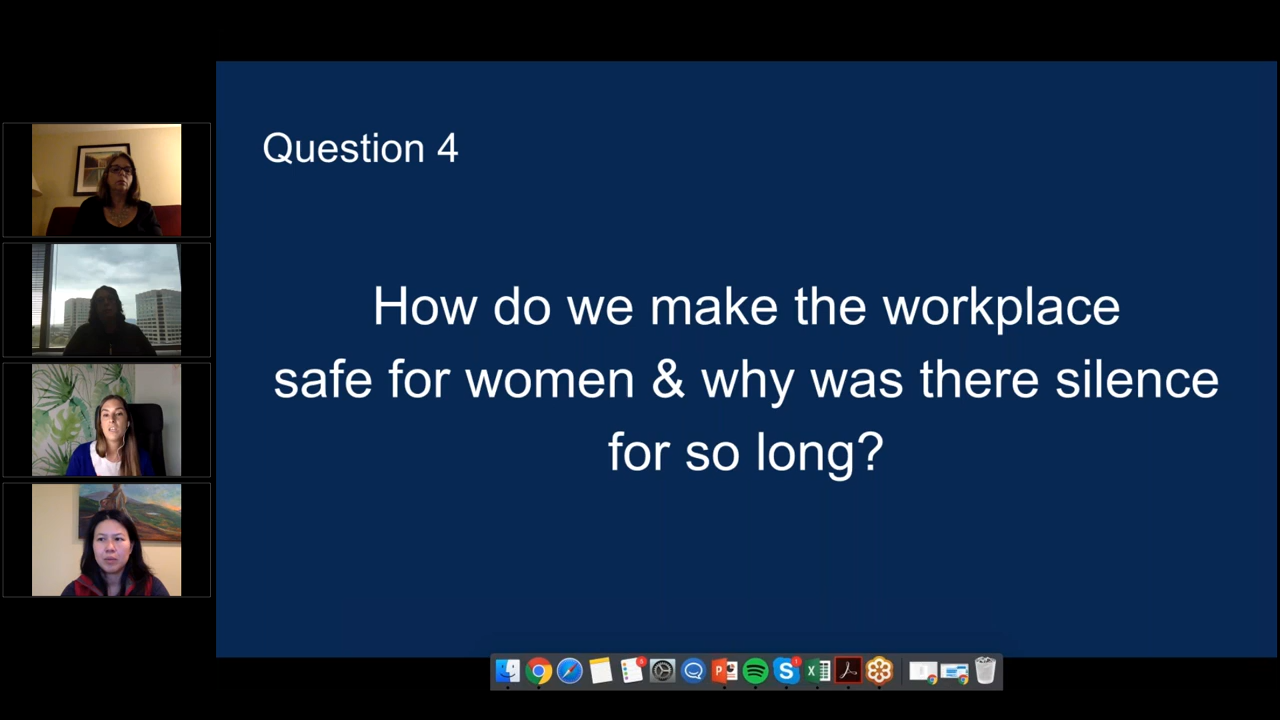 Question 4
How do we make the workplace
safe for women & why was there silence
for so long?